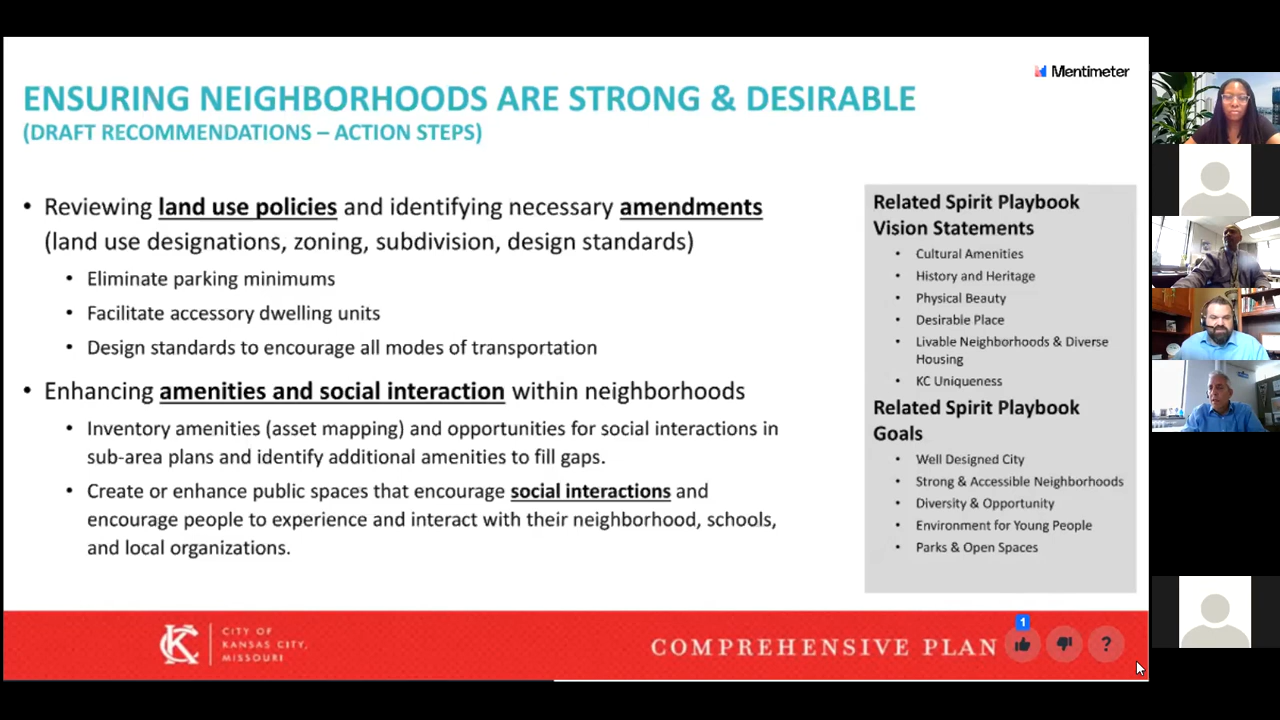 Mentimeter
ENSURING NEIGHBORHOODS ARE STRONG & DESIRABLE
(DRAFT RECOMMENDATIONS – ACTION STEPS)
• Reviewing land use policies and identifying necessary amendments
(land use designations, zoning, subdivision, design standards)
• Eliminate parking minimums
• Facilitate accessory dwelling units
• Design standards to encourage all modes of transportation
• Enhancing amenities and social interaction within neighborhoods
• Inventory amenities (asset mapping) and opportunities for social interactions in
sub-area plans and identify additional amenities to fill gaps.
• Create or enhance public spaces that encourage social interactions and
encourage people to experience and interact with their neighborhood, schools,
and local organizations.
Related Spirit Playbook
Vision Statements
• Cultural Amenities
• History and Heritage
• Physical Beauty
• Desirable Place
• Livable Neighborhoods & Diverse
Housing
• KC Uniqueness
Related Spirit Playbook
Goals
• Well Designed City
• Strong & Accessible Neighborhoods
• Diversity & Opportunity
• Environment for Young People
• Parks & Open Spaces
KC
CITY OF
KANSAS CITY,
MISSOURI
COMPREHENSIVE PLAN
1
?